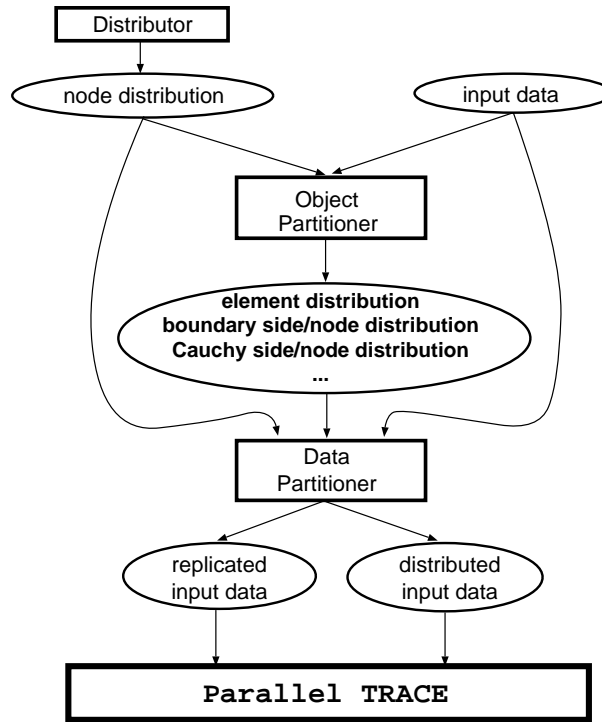 Distributor
node distribution
input data
Object
Partitioner
element distribution
boundary side/node distribution
Cauchy side/node distribution
...
Data
Partitioner
replicated
input data
distributed
input data
Parallel TRACE